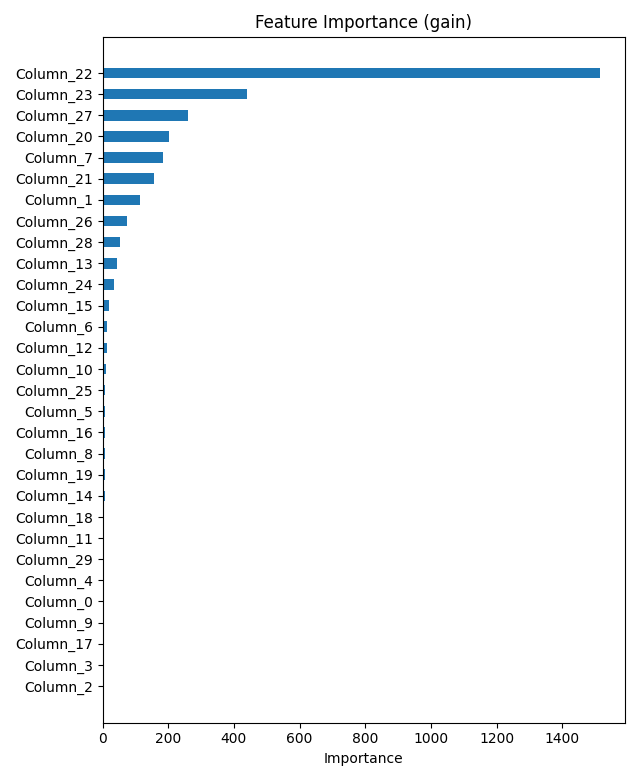 Feature Importance (gain)
Column_22
Column_23
Column_27
Column_20
Column_7
Column_21
Column_1
Column_26
Column_28
Column_13
Column_24
Column_15
Column_6
Column_12
Column_10
Column_25
Column_5
Column_16
Column_8
Column_19
Column_14
Column_18
Column_11
Column_29
Column_4
Column_0
Column_9
Column_17
Column_3
Column_2
0 200 400 600 800 1000 1200 1400
Importance